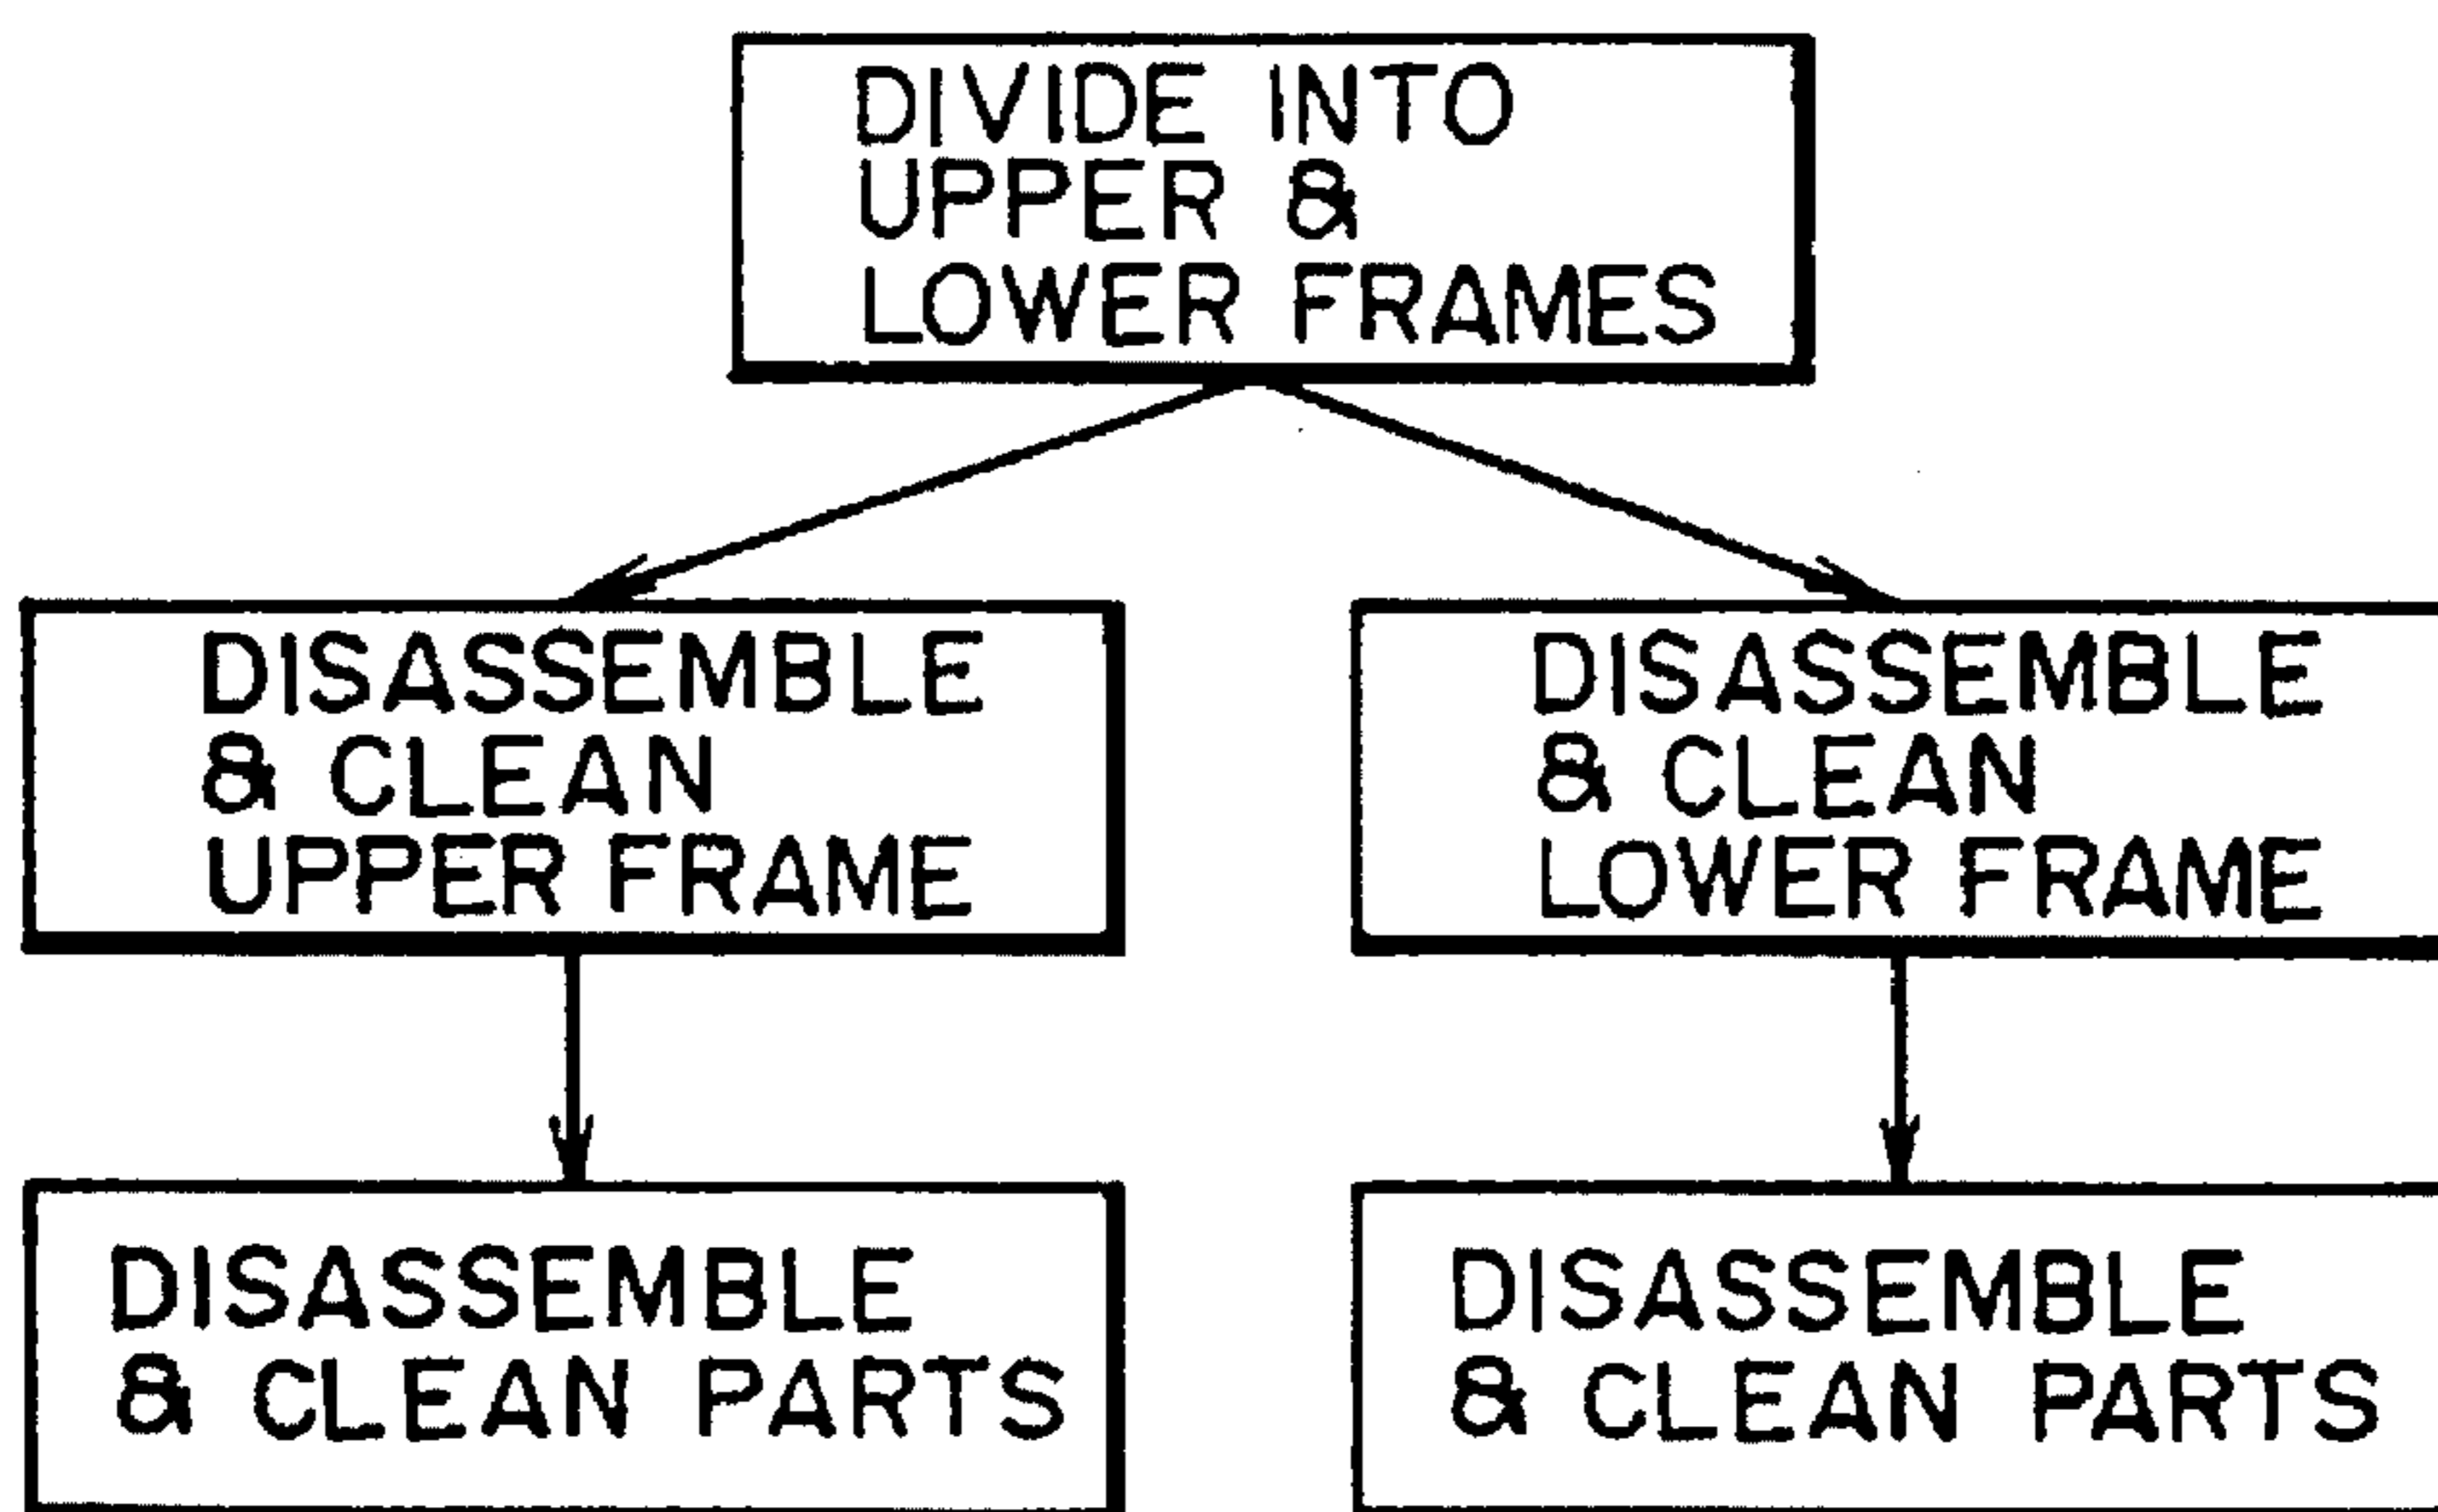 DIVIDE INTO
UPPER &
LOWER FRAMES
DISASSEMBLE
& CLEAN
UPPER FRAME
DISASSEMBLE
& CLEAN
LOWER FRAME
DISASSEMBLE
& CLEAN PARTS
DISASSEMBLE
& CLEAN PARTS